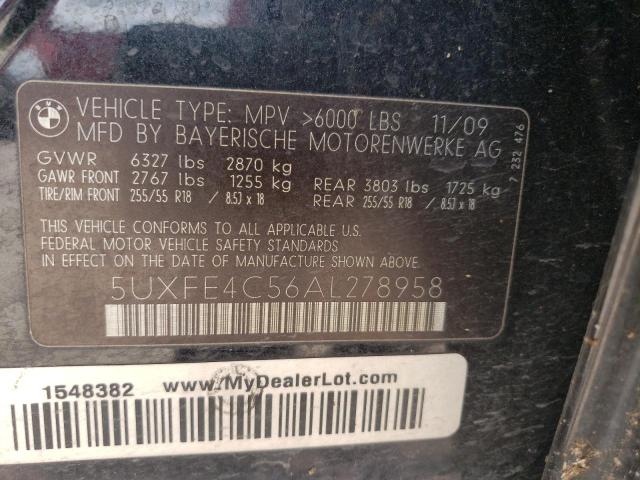 BMW
VEHICLE TYPE: MPV >6000 LBS 11/09
MFD BY BAYERISCHE MOTORENWERKE AG
GVWR 6327 lbs 2870 kg
GAWR FRONT 2767 lbs 1255 kg REAR 3803 lbs 1725 kg
TIRE/RIM FRONT 255/55 R18 / 8.5J x 18 REAR 255/55 R18 / 8.5J x 18
THIS VEHICLE CONFORMS TO ALL APPLICABLE U.S.
FEDERAL MOTOR VEHICLE SAFETY STANDARDS
IN EFFECT ON THE DATE OF MANUFACTURE SHOWN ABOVE.
5UXFE4C56AL278958
7 232 476
1548382 www.MyDealerLot.com